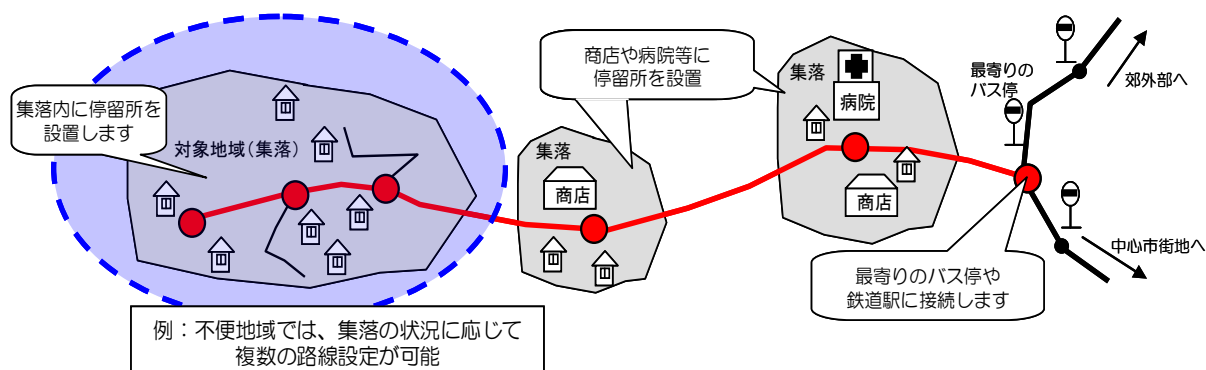 集落内に停留所を
設置します
対象地域(集落)
商店や病院等に
停留所を設置
集落
商店
集落
病院
商店
最寄りの
バス停
郊外部へ
中心市街地へ
最寄りのバス停や
鉄道駅に接続します
例：不便地域では、集落の状況に応じて
複数の路線設定が可能